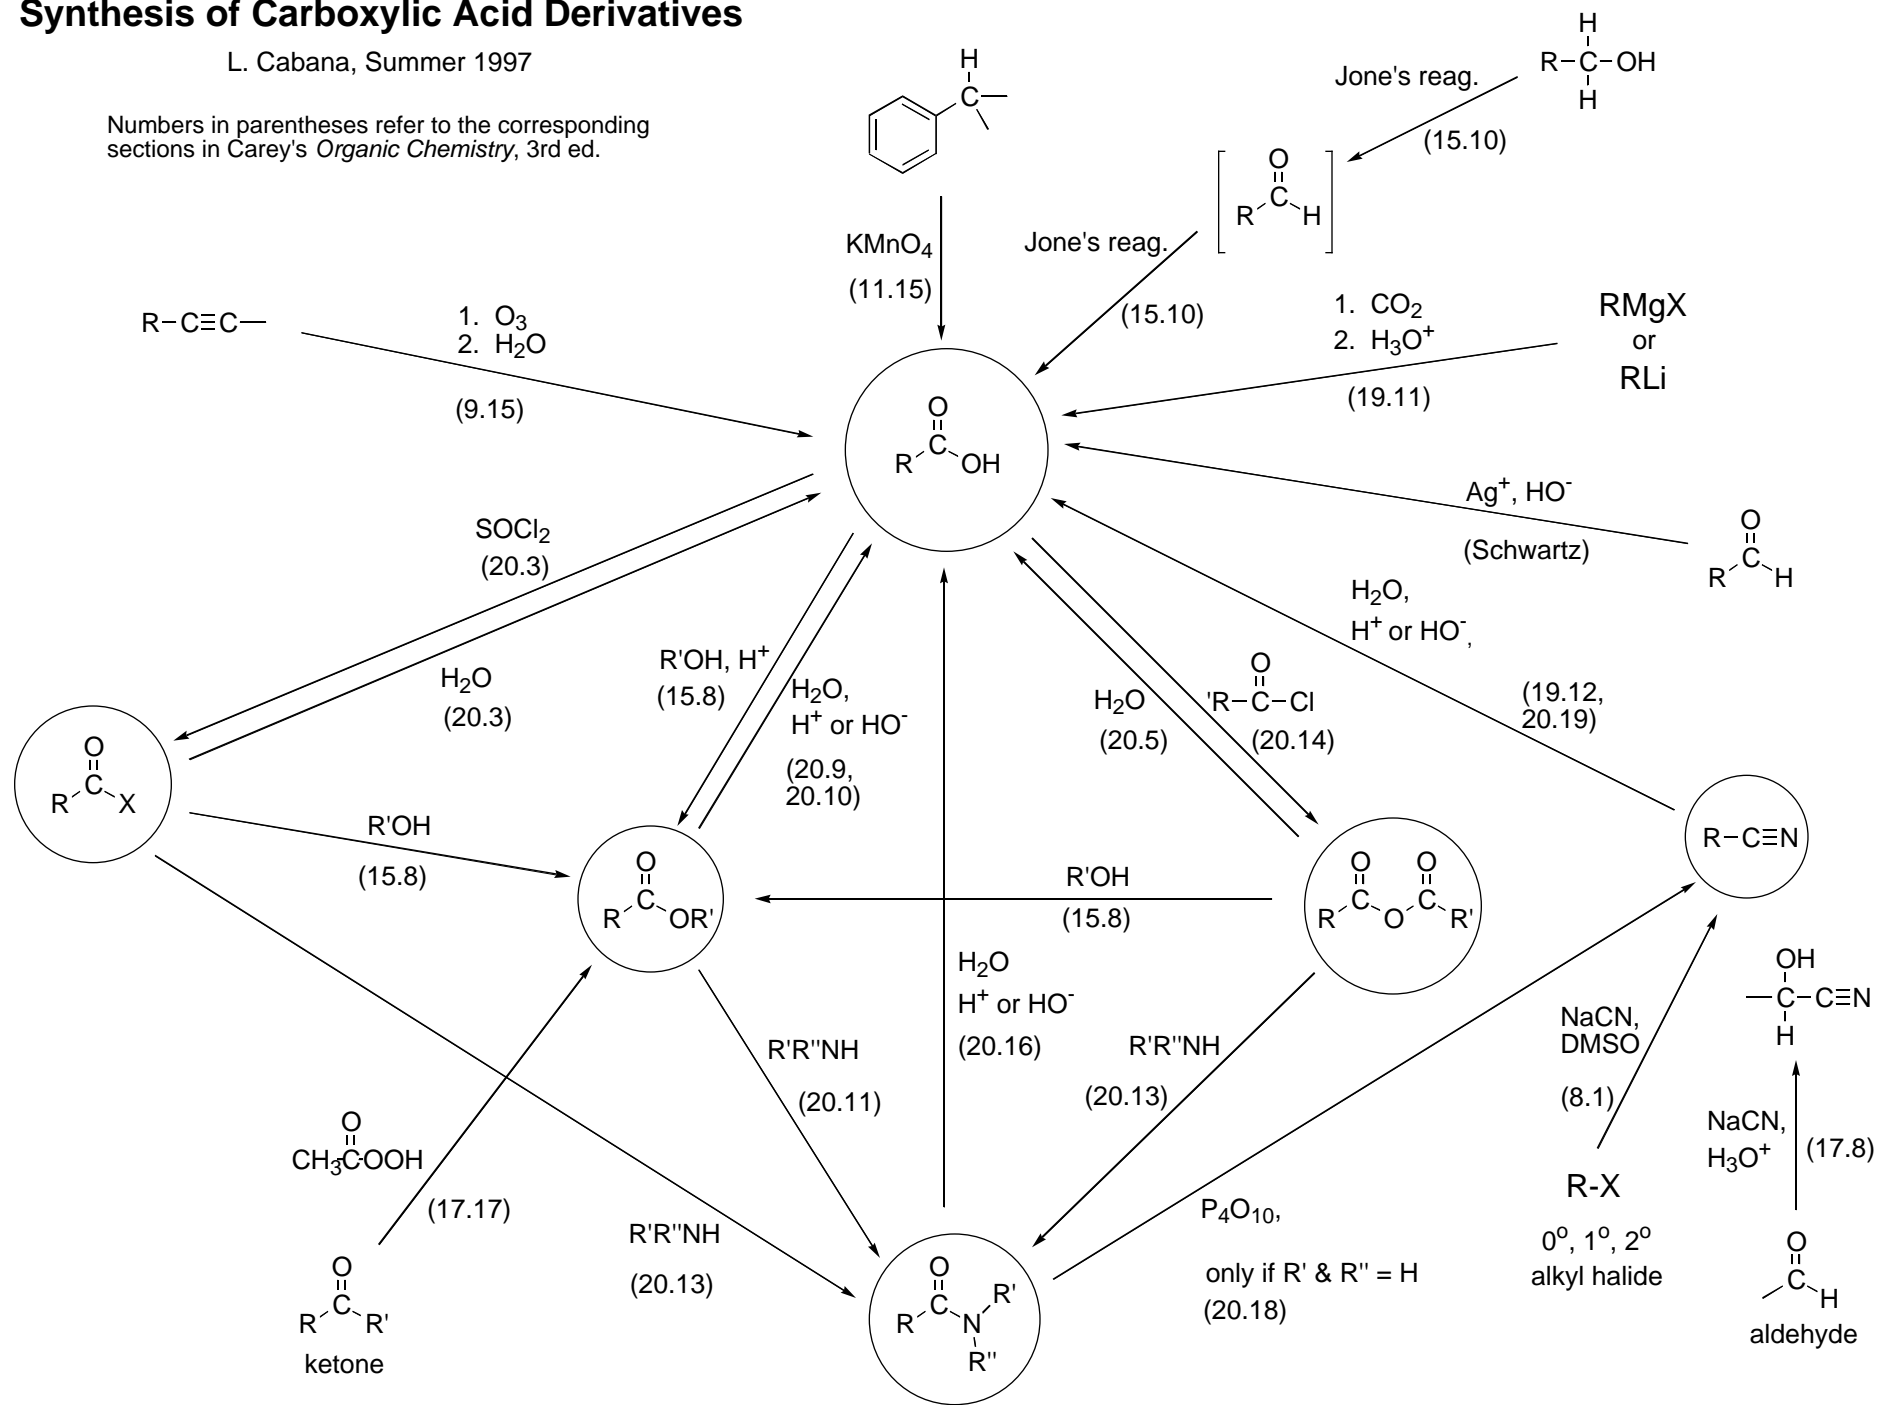 Synthesis of Carboxylic Acid Derivatives
L. Cabana, Summer 1997
Numbers in parentheses refer to the corresponding
sections in Carey's Organic Chemistry, 3rd ed.
H
C
KMnO4
(11.15)
H
R-C-OH
H
Jone's reag.
(15.10)
O
R C H
Jone's reag.
(15.10)
R-C≡C-
1. O3
2. H2O
(9.15)
1. CO2
2. H3O+
(19.11)
RMgX
or
RLi
O
R C OH
Ag+, HO-
(Schwartz)
O
R C H
SOCl2
(20.3)
H2O
(20.3)
R'OH, H+
(15.8)
H2O,
H+ or HO-
(20.9,
20.10)
H2O
(20.5)
O
'R-C-Cl
(20.14)
H2O,
H+ or HO-,
(19.12,
20.19)
O
R C X
R'OH
(15.8)
O
R C OR'
R'OH
(15.8)
O O
R C O C R'
R-C≡N
H2O
H+ or HO-
(20.16)
R'R"NH
(20.11)
R'R"NH
(20.13)
NaCN,
DMSO
(8.1)
OH
-C-C≡N
H
NaCN,
H3O+
(17.8)
O
CH3-C-OOH
(17.17)
O
R C R'
ketone
R'R"NH
(20.13)
O
R C N R'
R"
P4O10,
only if R' & R" = H
(20.18)
R-X
0o, 1o, 2o
alkyl halide
O
C H
aldehyde